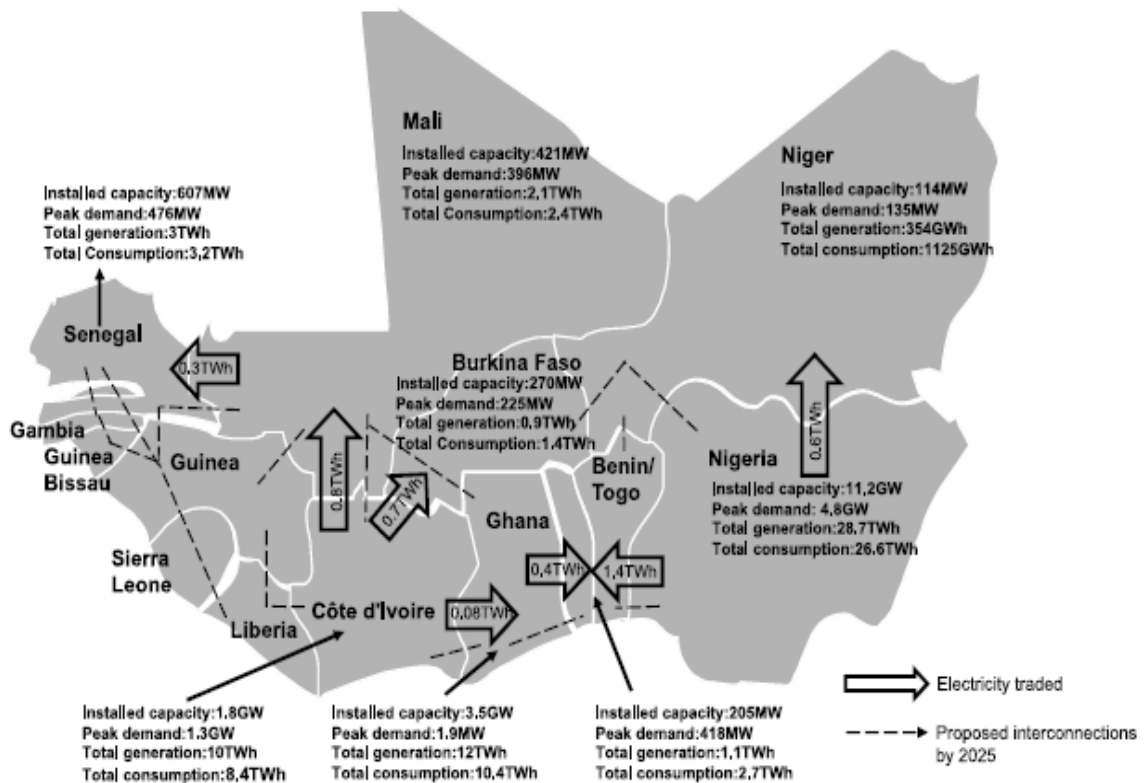 Mali
Installed capacity:421MW
Peak demand:396MW
Total generation:2,1TWh
Total Consumption:2,4TWh
Niger
Installed capacity:114MW
Peak demand:135MW
Total generation:354GWh
Total consumption:1125GWh
Installed capacity:607MW
Peak demand:476MW
Total generation:3TWh
Total Consumption:3,2TWh
Senegal
0.3TWh
Burkina Faso
Installed capacity:270MW
Peak demand:225MW
Total generation:0,9TWh
Total Consumption:1.4TWh
Gambia
Guinea
Bissau
Guinea
0.8TWh
0.7TWh
Benin/
Togo
Nigeria
Installed capacity:11,2GW
Peak demand: 4,8GW
Total generation:28.7TWh
Total consumption:26.6TWh
0.6TWh
Ghana
Sierra
Leone
0,4TWh
1,4TWh
Liberia
Côte d'Ivoire
0.08TWh
Installed capacity:1.8GW
Peak demand:1.3GW
Total generation:10TWh
Total consumption:8,4TWh
Installed capacity:3.5GW
Peak demand:1.9MW
Total generation:12TWh
Total consumption:10,4TWh
Installed capacity:205MW
Peak demand:418MW
Total generation:1,1TWh
Total consumption:2,7TWh
Electricity traded
Proposed interconnections
by 2025